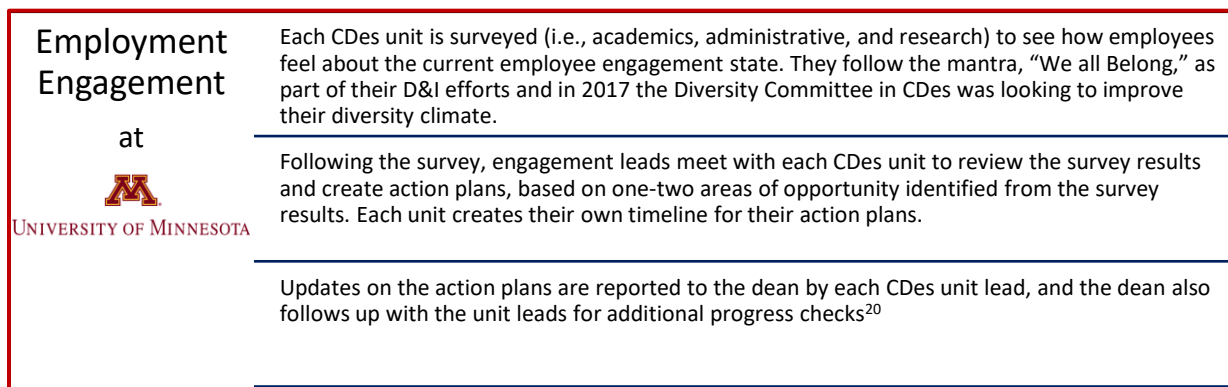 Employment
Engagement
at
M
UNIVERSITY OF MINNESOTA
Each CDes unit is surveyed (i.e., academics, administrative, and research) to see how employees
feel about the current employee engagement state. They follow the mantra, “We all Belong,” as
part of their D&I efforts and in 2017 the Diversity Committee in CDes was looking to improve
their diversity climate.
Following the survey, engagement leads meet with each CDes unit to review the survey results
and create action plans, based on one-two areas of opportunity identified from the survey
results. Each unit creates their own timeline for their action plans.
Updates on the action plans are reported to the dean by each CDes unit lead, and the dean also
follows up with the unit leads for additional progress checks²⁰